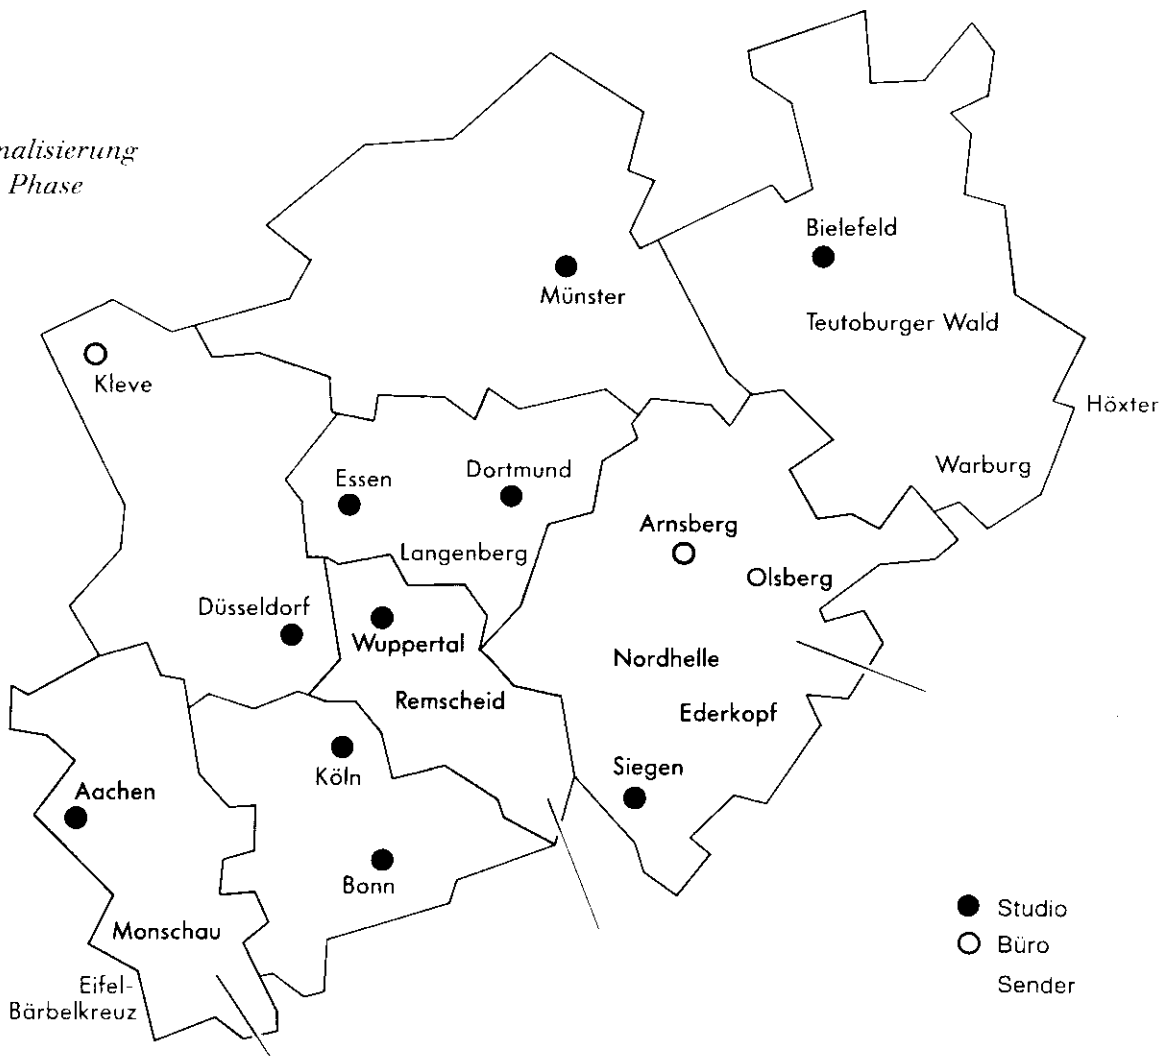 nalisierung
Phase
Bielefeld
Münster
Teutoburger Wald
Kleve
Höxter
Warburg
Essen
Dortmund
Arnsberg
Langenberg
Olsberg
Düsseldorf
Wuppertal
Nordhelle
Remscheid
Ederkopf
Köln
Siegen
Aachen
Bonn
Monschau
Eifel-
Bärbelkreuz
Studio
Büro
Sender